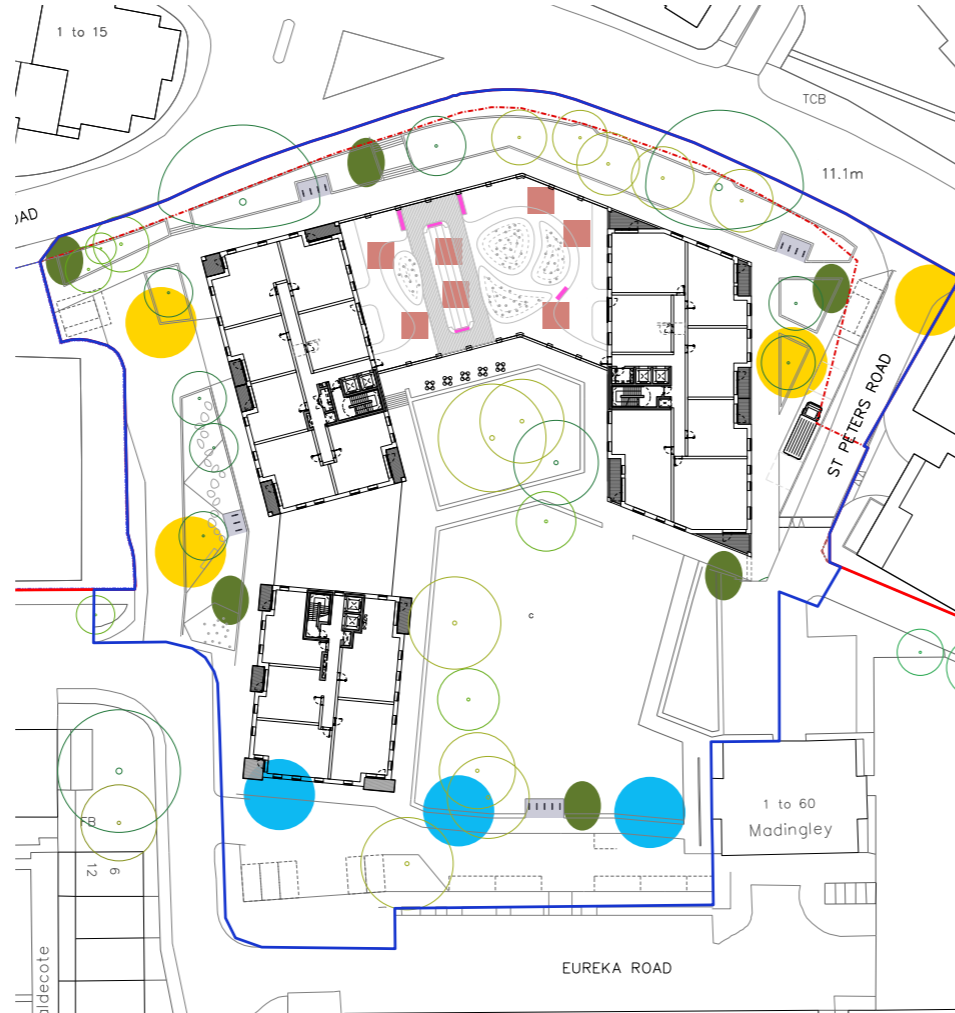 1 to 15
TCB
11.1m
ROAD
ST PETERS ROAD
c
1 to 60
Madingley
FB
6
12
EUREKA ROAD
aldecote